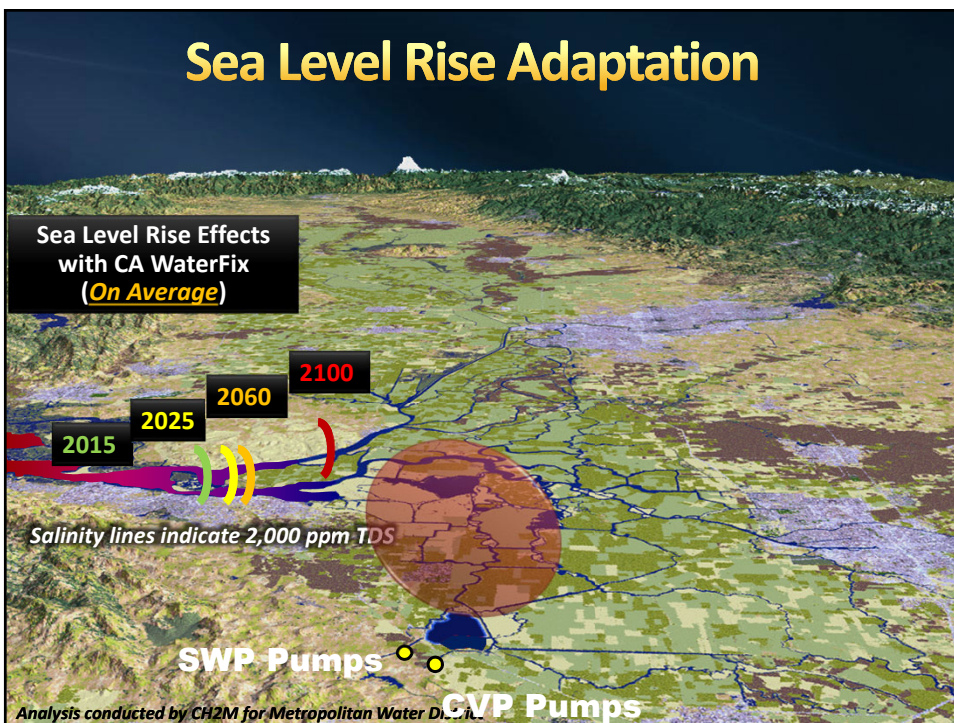 Sea Level Rise Adaptation
Sea Level Rise Effects
with CA WaterFix
(On Average)
2100
2060
2025
2015
Salinity lines indicate 2,000 ppm TDS
SWP Pumps
CVP Pumps
Analysis conducted by CH2M for Metropolitan Water District